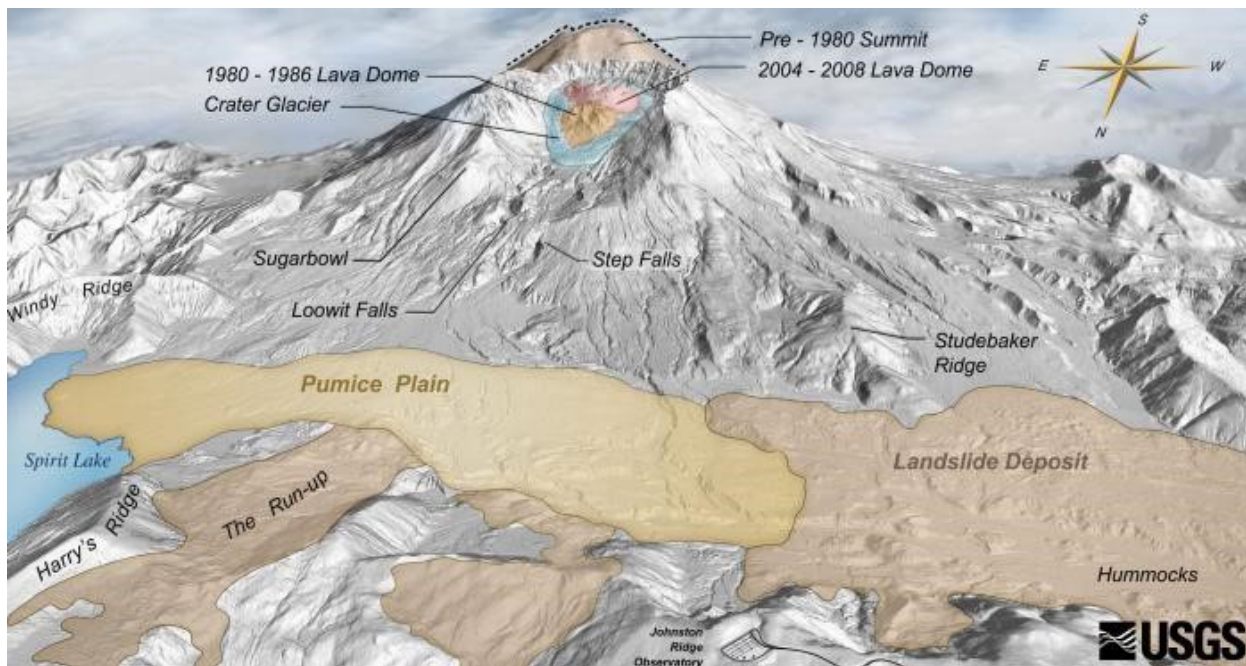 S
Pre - 1980 Summit
1980 - 1986 Lava Dome
2004 - 2008 Lava Dome
E
W
Crater Glacier
N
Sugarbowl
Step Falls
Windy Ridge
Loowit Falls
Studebaker
Ridge
Pumice Plain
Spirit Lake
Landslide Deposit
The Run-up
Harry's Ridge
Hummocks
Johnston
Ridge
Observatory
USGS